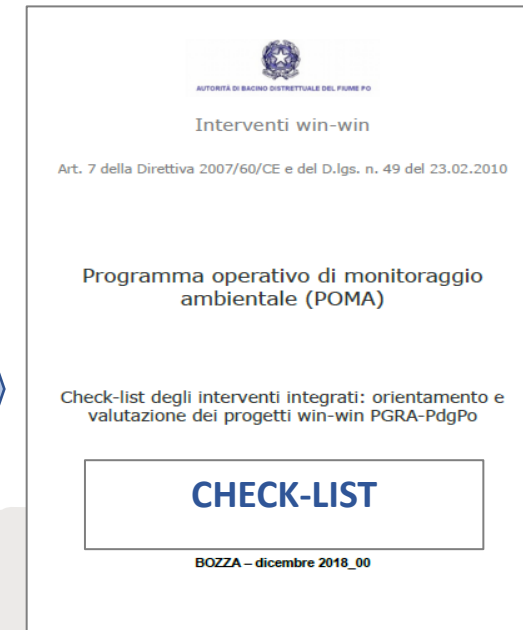 AUTORITÀ DI BACINO DISTRETTUALE DEL FIUME PO
Interventi win-win
Art. 7 della Direttiva 2007/60/CE e del D.lgs. n. 49 del 23.02.2010
Programma operativo di monitoraggio
ambientale (POMA)
Check-list degli interventi integrati: orientamento e
valutazione dei progetti win-win PGRA-PdgPo
CHECK-LIST
BOZZA – dicembre 2018_00